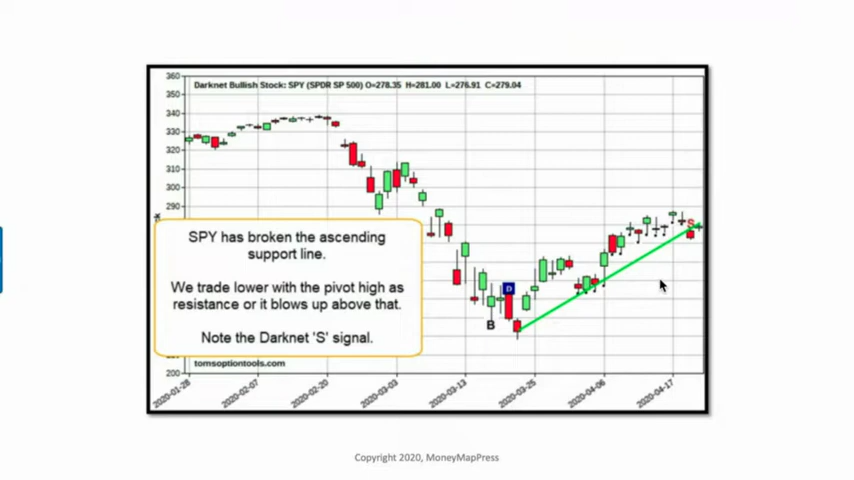 360
Darknet Bullish Stock: SPY (SPDR SP 500) O=278.35 H=281.00 L=276.91 C=279.04
350
340
330
320
310
300
290
SPY has broken the ascending
support line.
We trade lower with the pivot high as
resistance or it blows up above that.
Note the Darknet 'S' signal.
S
D
B
tomsoptiontools.com
200
2020-01-28
2020-02-07
2020-02-20
2020-03-03
2020-03-13
2020-03-25
2020-04-06
2020-04-17
Copyright 2020, MoneyMapPress